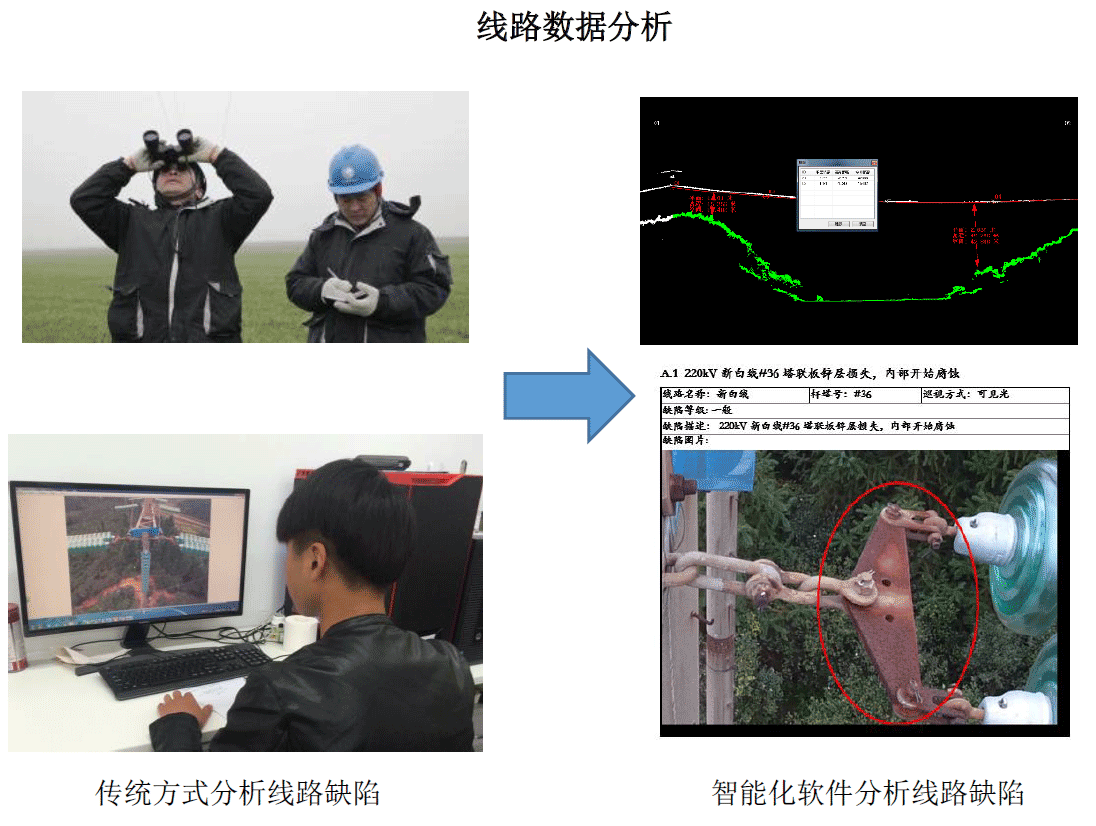 线路数据分析
A.1 220kV 新白线#36 塔联板锌层损失，内部开始腐蚀
线路名称：新白线 杆塔号：#36 巡视方式：可见光
缺陷等级:一般
缺陷描述： 220kV 新白线#36 塔联板锌层损失，内部开始腐蚀
缺陷图片：
传统方式分析线路缺陷
智能化软件分析线路缺陷